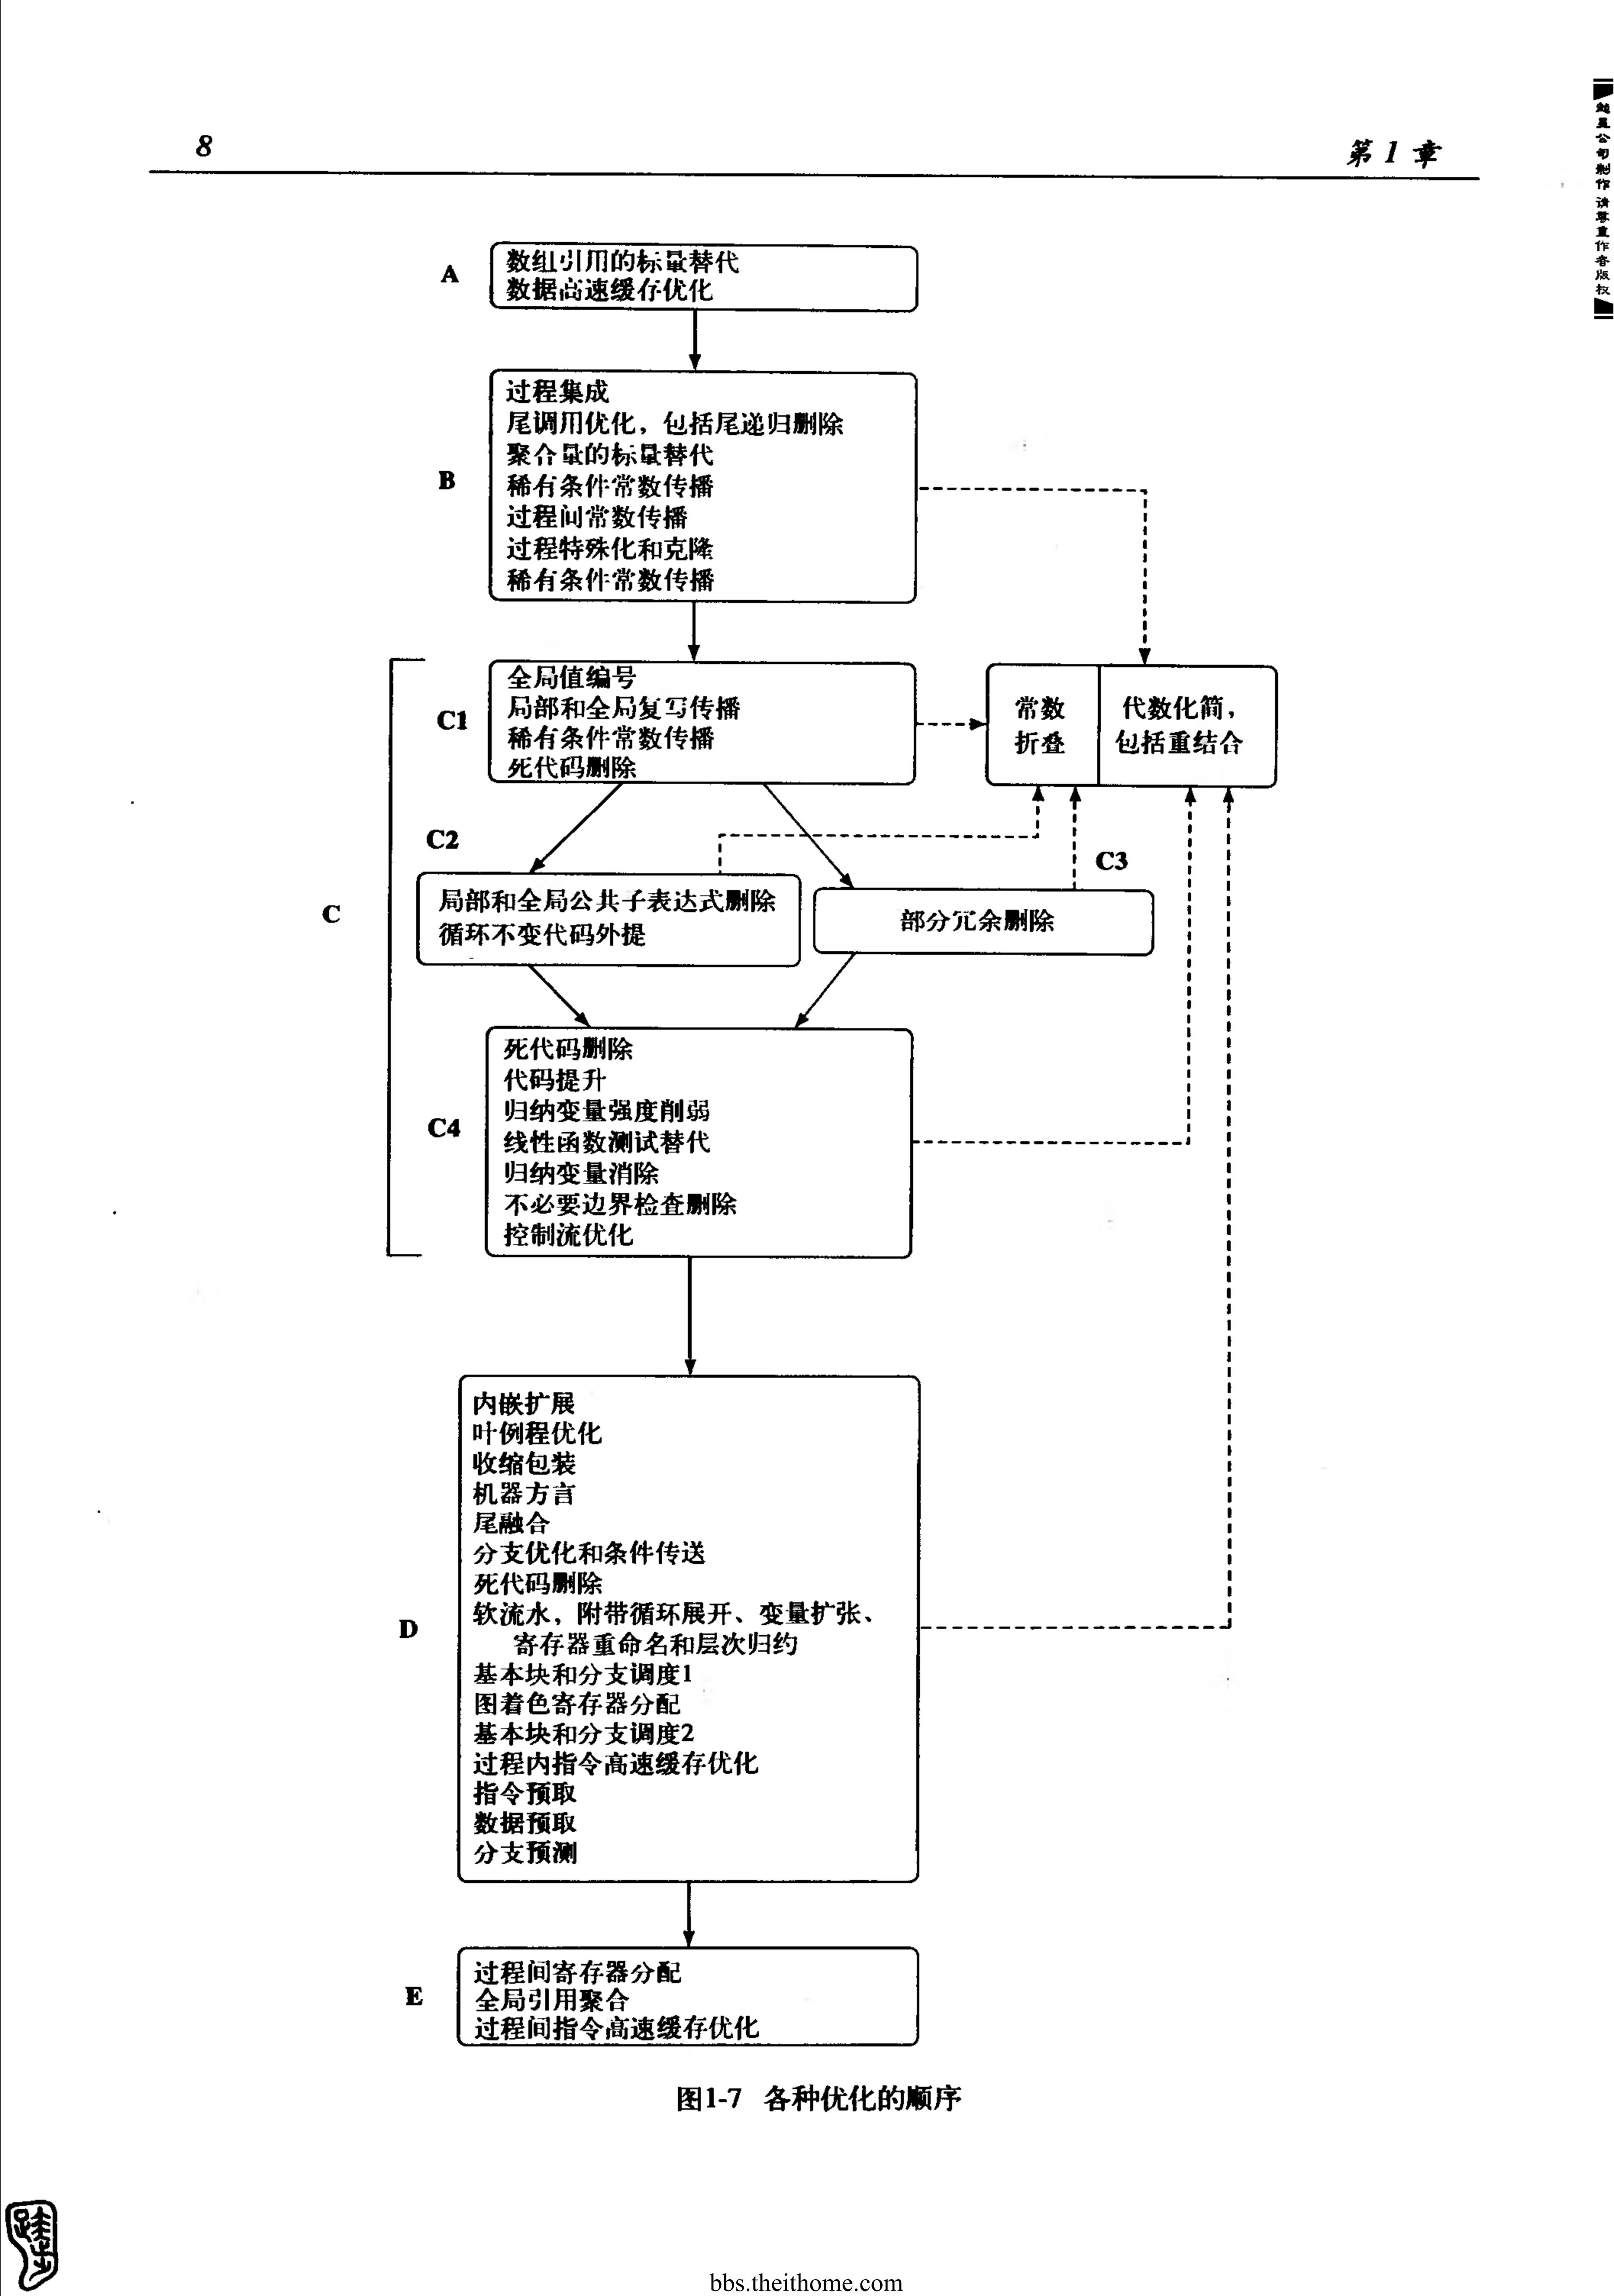 8
第1章
超星公司制作 请尊重作者版权
A
数组引用的标量替代
数据高速缓存优化
B
过程集成
尾调用优化，包括尾递归删除
聚合量的标量替代
稀有条件常数传播
过程间常数传播
过程特殊化和克隆
稀有条件常数传播
C1
全局值编号
局部和全局复写传播
稀有条件常数传播
死代码删除
常数
折叠
代数化简，
包括重结合
C2
C3
C
局部和全局公共子表达式删除
循环不变代码外提
部分冗余删除
C4
死代码删除
代码提升
归纳变量强度削弱
线性函数测试替代
归纳变量消除
不必要边界检查删除
控制流优化
D
内嵌扩展
叶例程优化
收缩包装
机器方言
尾融合
分支优化和条件传送
死代码删除
软流水，附带循环展开、变量扩张、
寄存器重命名和层次归约
基本块和分支调度1
图着色寄存器分配
基本块和分支调度2
过程内指令高速缓存优化
指令预取
数据预取
分支预测
E
过程间寄存器分配
全局引用聚合
过程间指令高速缓存优化
图1-7 各种优化的顺序
bbs.theithome.com